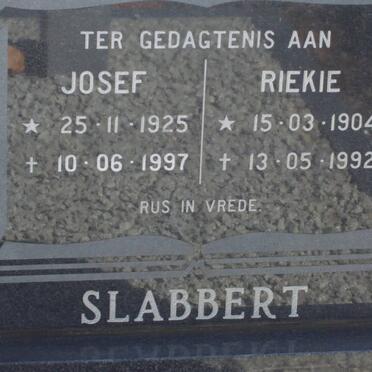 TER GEDAGTENIS AAN
JOSEF RIEKIE
★ 25·11·1925 ★ 15·03·1904
† 10·06·1997 † 13·05·1992
RUS IN VREDE.
SLABBERT